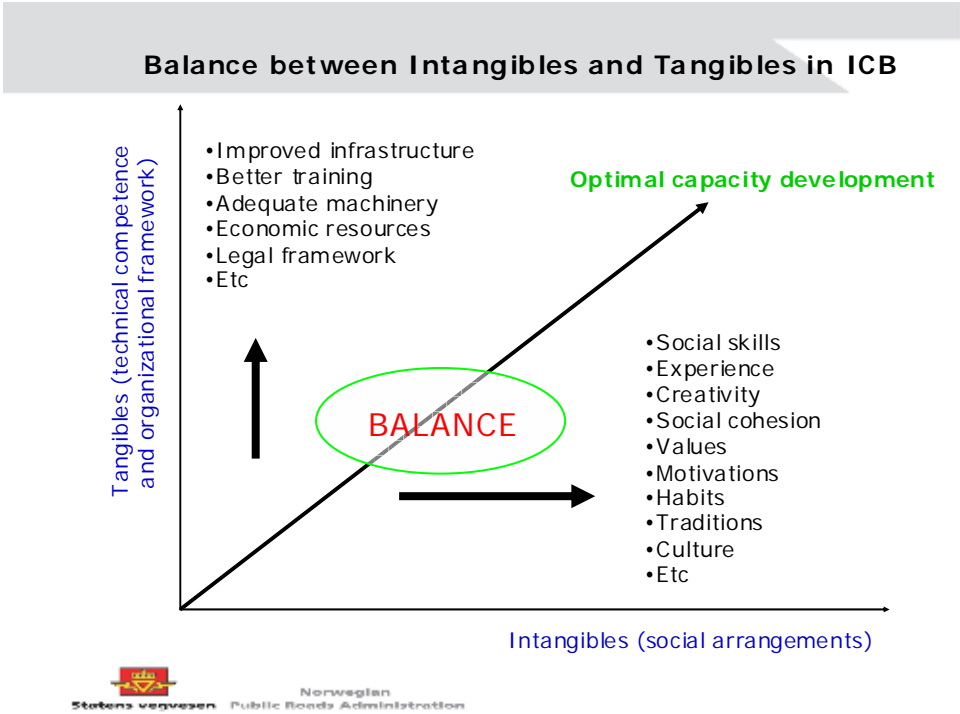 Balance between Intangibles and Tangibles in ICB
Tangibles (technical competence
and organizational framework)
•Improved infrastructure
•Better training
•Adequate machinery
•Economic resources
•Legal framework
•Etc
Optimal capacity development
BALANCE
•Social skills
•Experience
•Creativity
•Social cohesion
•Values
•Motivations
•Habits
•Traditions
•Culture
•Etc
Intangibles (social arrangements)
Statens vegvesen
Norwegian
Public Roads Administration